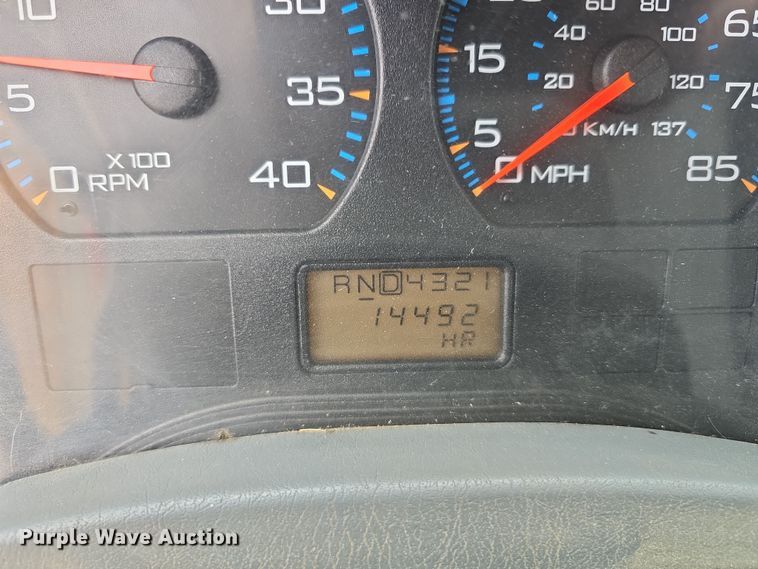 10 30 20 60 80 65
15 40 100
5 35 20 120 75
5 KM/H 137
0 X100 RPM 40 0 MPH 85
RND4321
14492
HR
Purple Wave Auction®